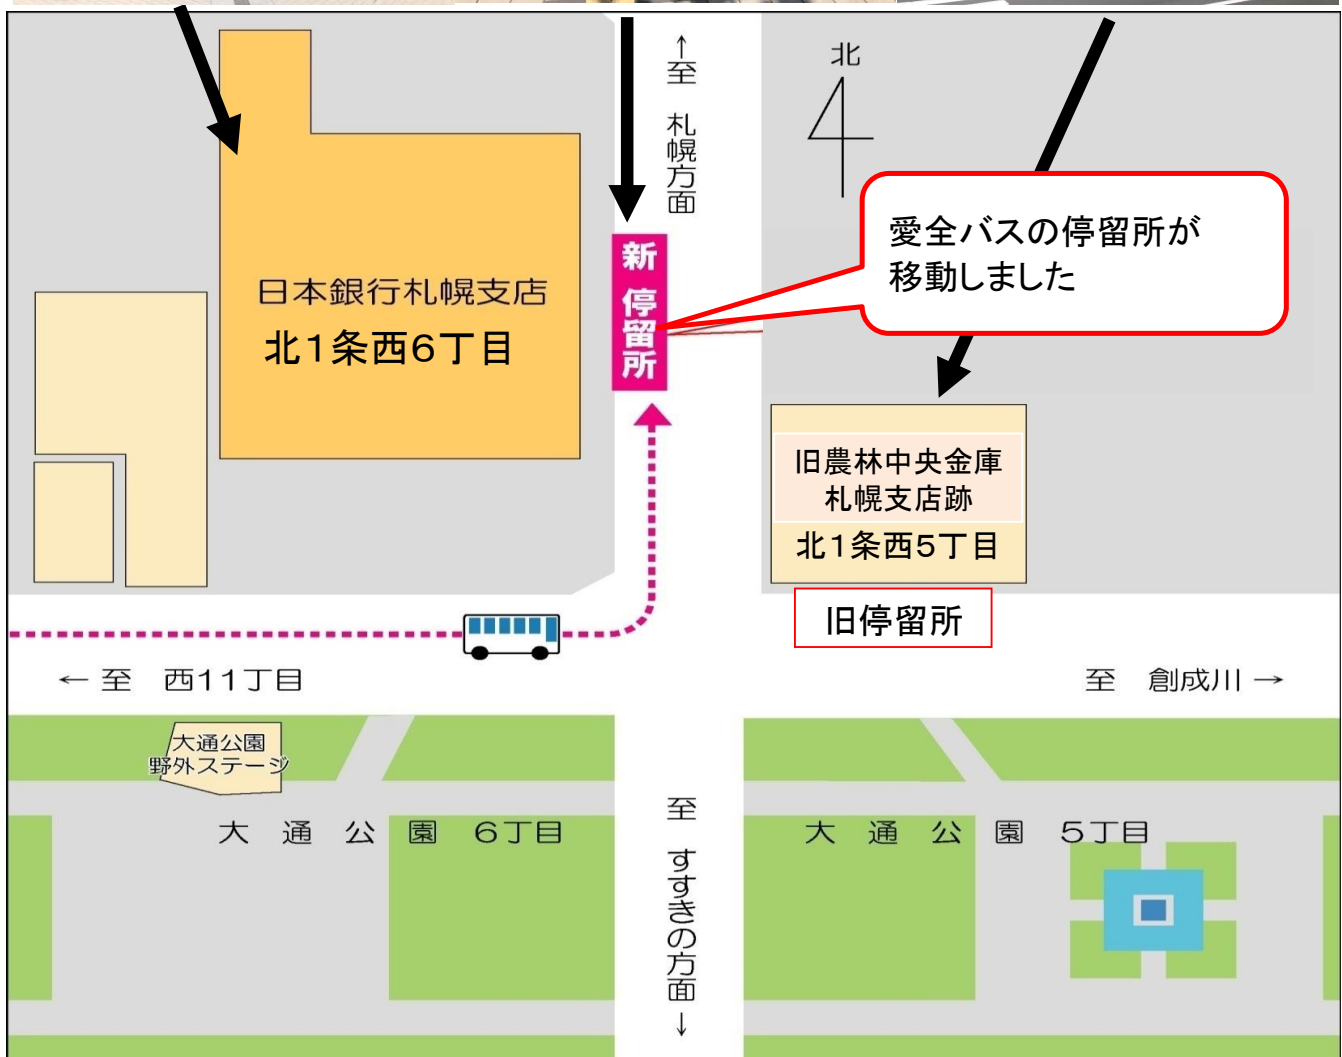 ↑至 札幌方面
北
愛全バスの停留所が
移動しました
新 停留所
日本銀行札幌支店
北1条西6丁目
旧農林中央金庫
札幌支店跡
北1条西5丁目
旧停留所
←至 西11丁目
至 創成川→
大通公園
野外ステージ
大通公園 6丁目
至 すすきの方面↓
大通公園 5丁目